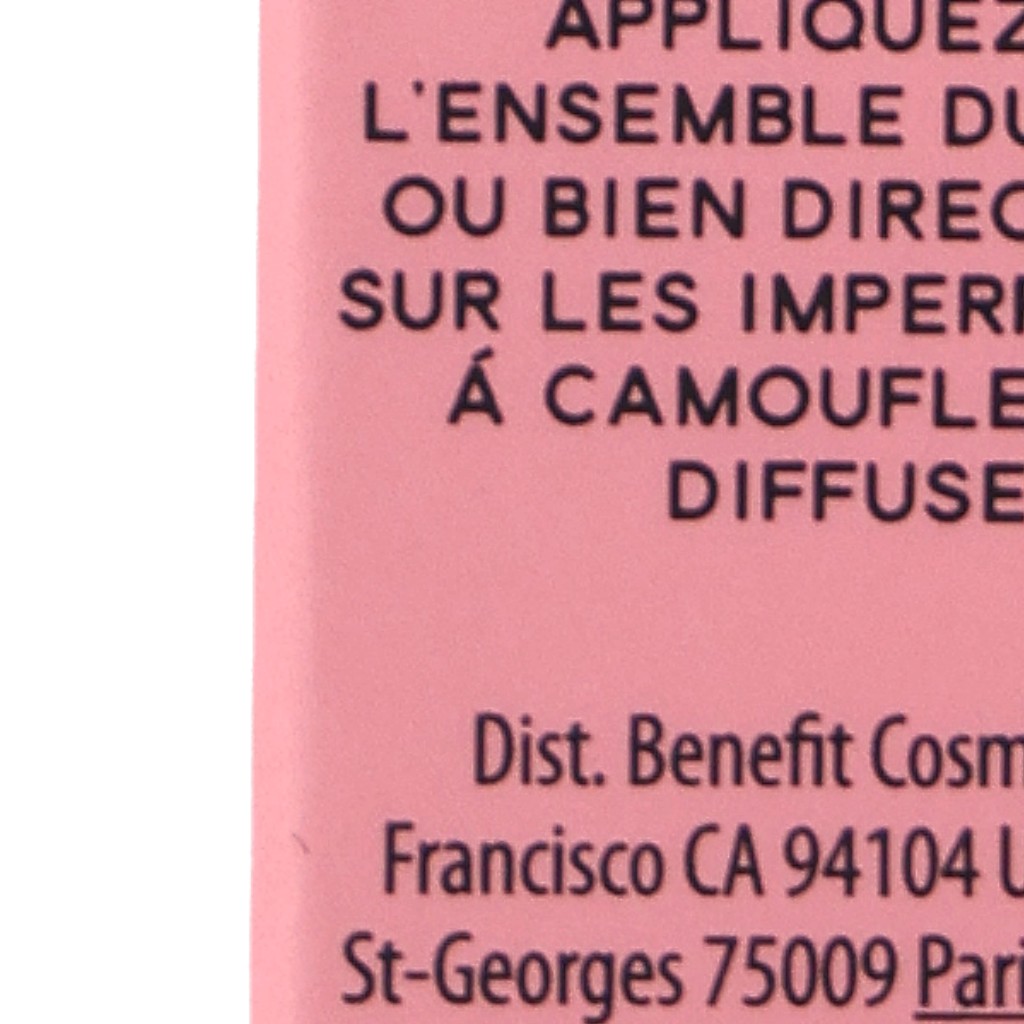 APPLIQUEZ
L'ENSEMBLE DU
OU BIEN DIREC
SUR LES IMPERF
Á CAMOUFLE
DIFFUSE
Dist. Benefit Cosm
Francisco CA 94104 U
St-Georges 75009 Pari